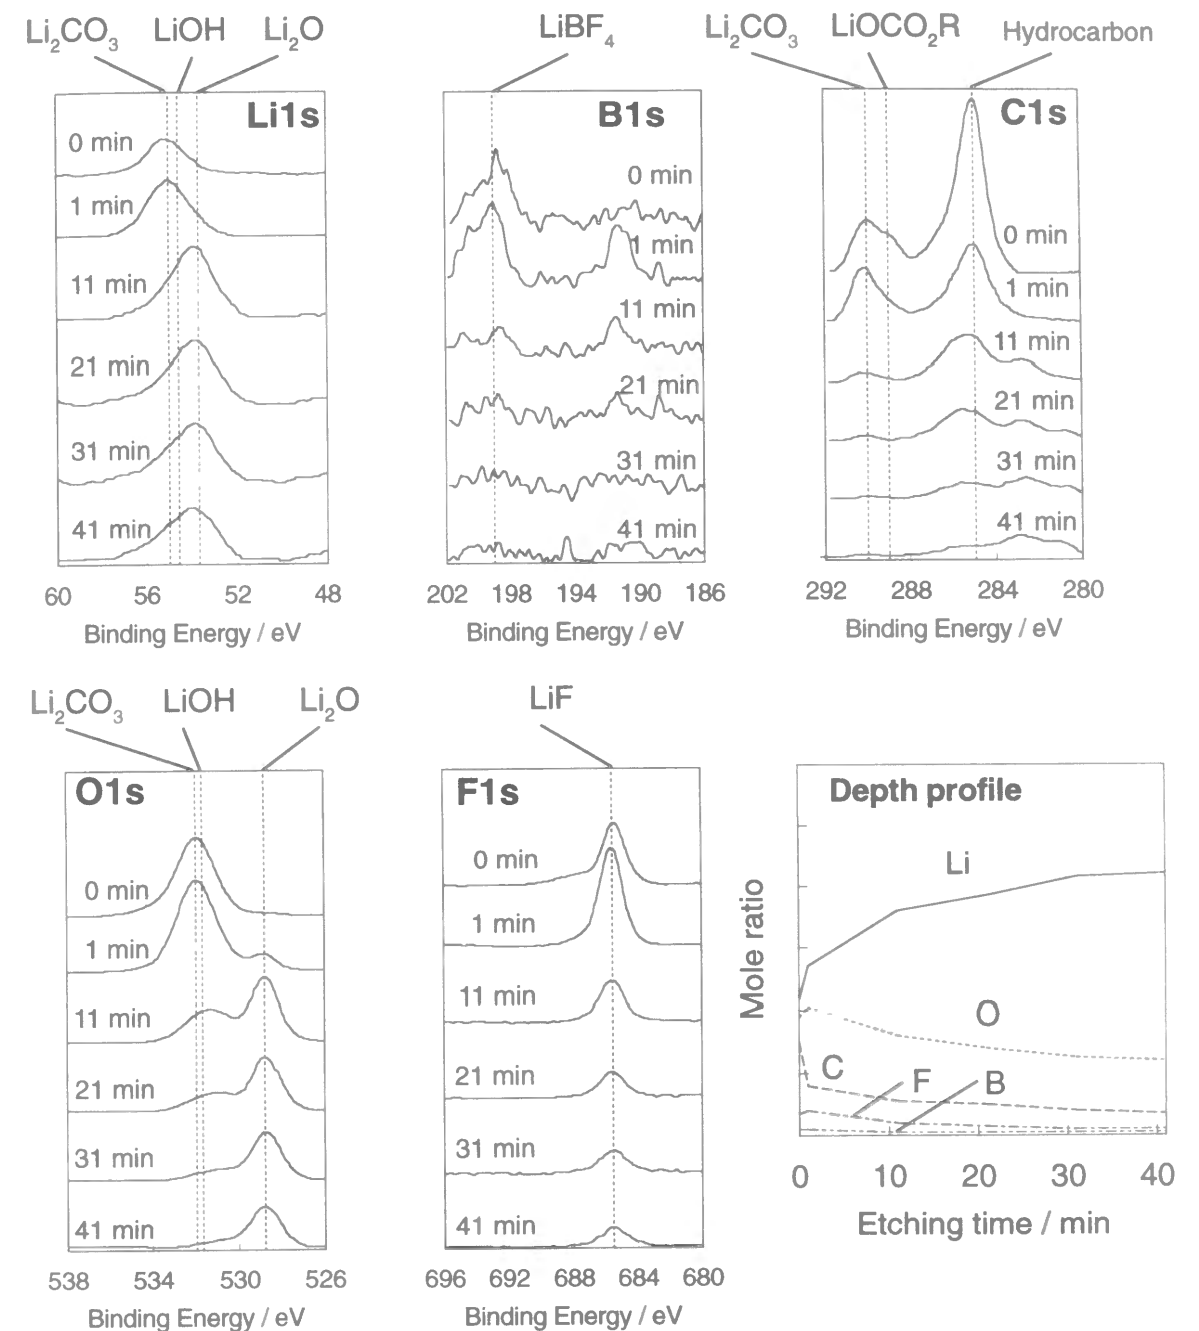 Li₂CO₃ LiOH Li₂O
Li1s
0 min
1 min
11 min
21 min
31 min
41 min
60 56 52 48
Binding Energy / eV
LiBF₄
B1s
0 min
1 min
11 min
21 min
31 min
41 min
202 198 194 190 186
Binding Energy / eV
Li₂CO₃ LiOCO₂R Hydrocarbon
C1s
0 min
1 min
11 min
21 min
31 min
41 min
292 288 284 280
Binding Energy / eV
Li₂CO₃ LiOH Li₂O
O1s
0 min
1 min
11 min
21 min
31 min
41 min
538 534 530 526
Binding Energy / eV
LiF
F1s
0 min
1 min
11 min
21 min
31 min
41 min
696 692 688 684 680
Binding Energy / eV
Depth profile
Mole ratio
Li
O
C F B
0 10 20 30 40
Etching time / min